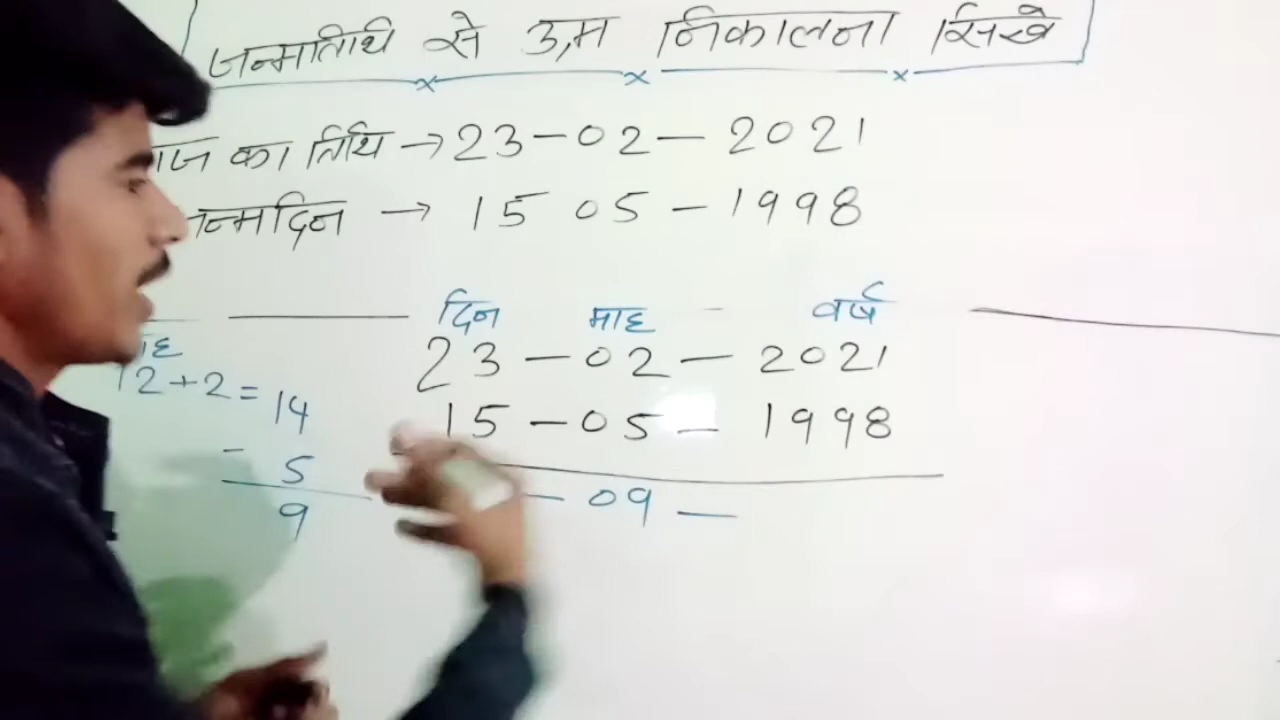 जन्मतिथि से उम्र निकालना सिखे
आज का तिथि → 23-02-2021
जन्मदिन → 15 05-1998
दिन माह - वर्ष
23-02-2021
15-05-1998
- 09 -
माह
12+2= 14
- 5
9